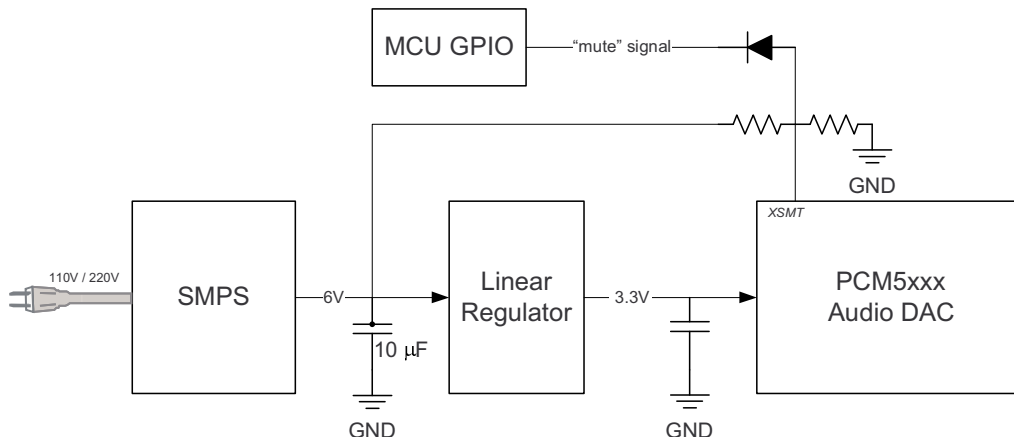 MCU GPIO
“mute” signal
GND
XSMT
110V / 220V
SMPS
6V
Linear
Regulator
3.3V
PCM5xxx
Audio DAC
10 μF
GND
GND